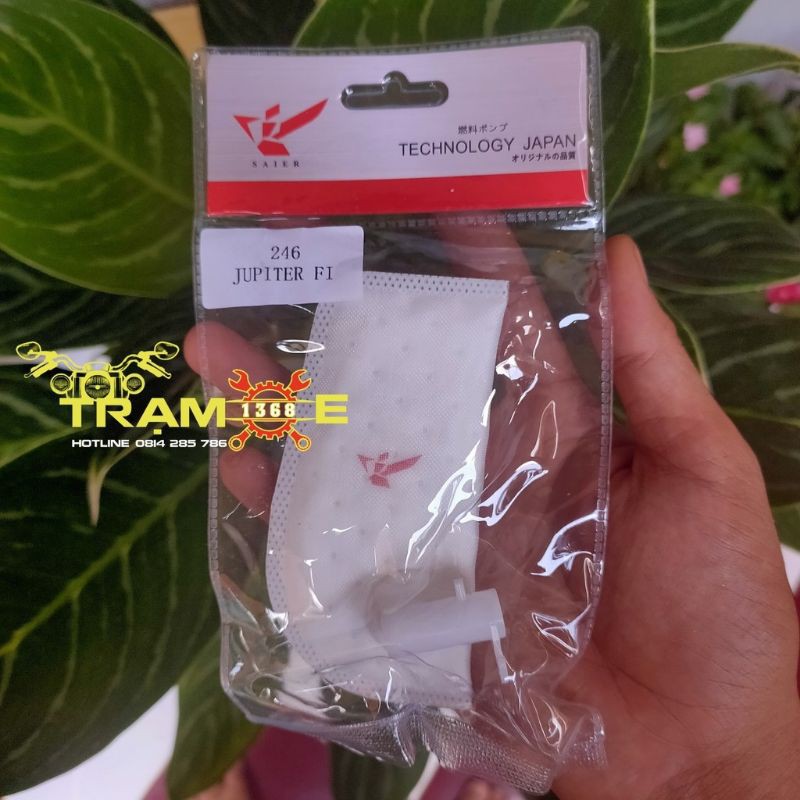 SAIER
燃料ポンプ
TECHNOLOGY JAPAN
オリジナルの品質
246
JUPITER FI
TRẠM 1368 E
HOTLINE 0814 285 786